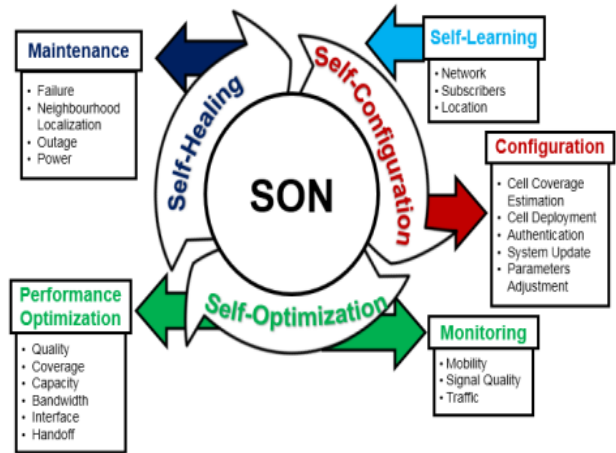 Maintenance
• Failure
• Neighbourhood
Localization
• Outage
• Power
Self-Learning
• Network
• Subscribers
• Location
Self-Healing
Self-Configuration
SON
Self-Optimization
Configuration
• Cell Coverage
Estimation
• Cell Deployment
• Authentication
• System Update
• Parameters
Adjustment
Performance
Optimization
• Quality
• Coverage
• Capacity
• Bandwidth
• Interface
• Handoff
Monitoring
• Mobility
• Signal Quality
• Traffic